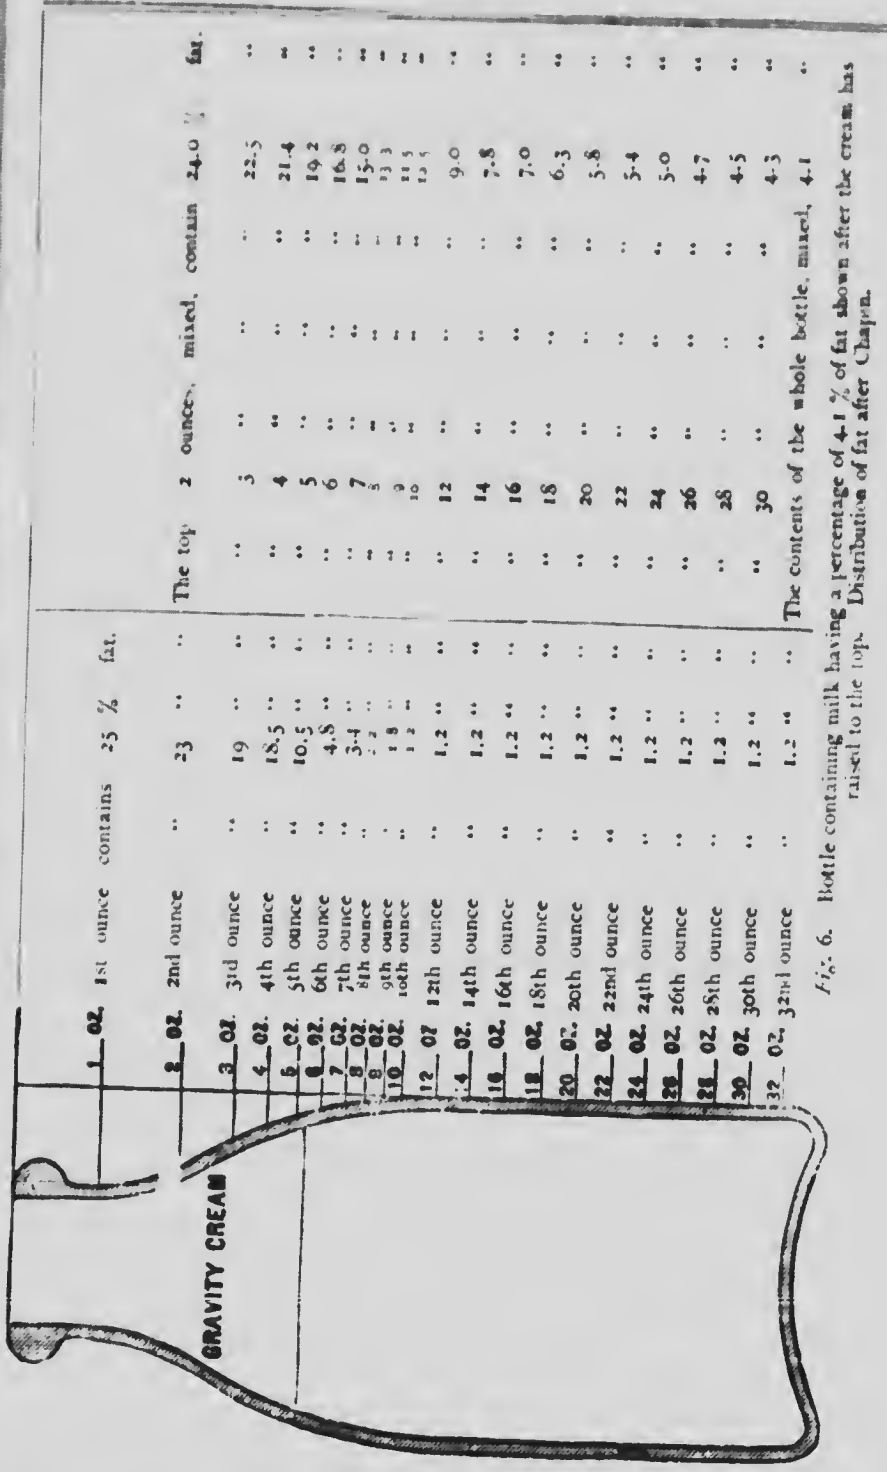 1 OZ. 1st ounce contains 25 % fat.
2 OZ. 2nd ounce " 23 " " The top 2 ounces, mixed, contain 24.0 % fat.
GRAVITY CREAM
3 OZ. 3rd ounce " 19 " " " 3 " " " 22.5 "
4 OZ. 4th ounce " 18.5 " " " 4 " " " 21.4 "
5 OZ. 5th ounce " 10.5 " " " 5 " " " 19.2 "
6 OZ. 6th ounce " 4.8 " " " 6 " " " 16.8 "
7 OZ. 7th ounce " 3.4 " " " 7 " " " 15.0 "
8 OZ. 8th ounce " " " " 8 " " " 13.3 "
9 OZ. 9th ounce " 1.8 " " " 9 " " " 11.5 "
10 OZ. 10th ounce " 1.2 " " " 10 " " " "
12 OZ 12th ounce " 1.2 " " " 12 " " " 9.0 "
14 OZ. 14th ounce " 1.2 " " " 14 " " " 7.8 "
16 OZ. 16th ounce " 1.2 " " " 16 " " " 7.0 "
18 OZ. 18th ounce " 1.2 " " " 18 " " " 6.3 "
20 OZ. 20th ounce " 1.2 " " " 20 " " " 5.8 "
22 OZ. 22nd ounce " 1.2 " " " 22 " " " 5.4 "
24 OZ. 24th ounce " 1.2 " " " 24 " " " 5.0 "
26 OZ. 26th ounce " 1.2 " " " 26 " " " 4.7 "
28 OZ. 28th ounce " 1.2 " " " 28 " " " 4.5 "
30 OZ. 30th ounce " 1.2 " " " 30 " " " 4.3 "
32 OZ. 32nd ounce " 1.2 " " The contents of the whole bottle, mixed, 4.1 "
Fig. 6. Bottle containing milk having a percentage of 4.1 % of fat shown after the cream has
raised to the top. Distribution of fat after Chapin.